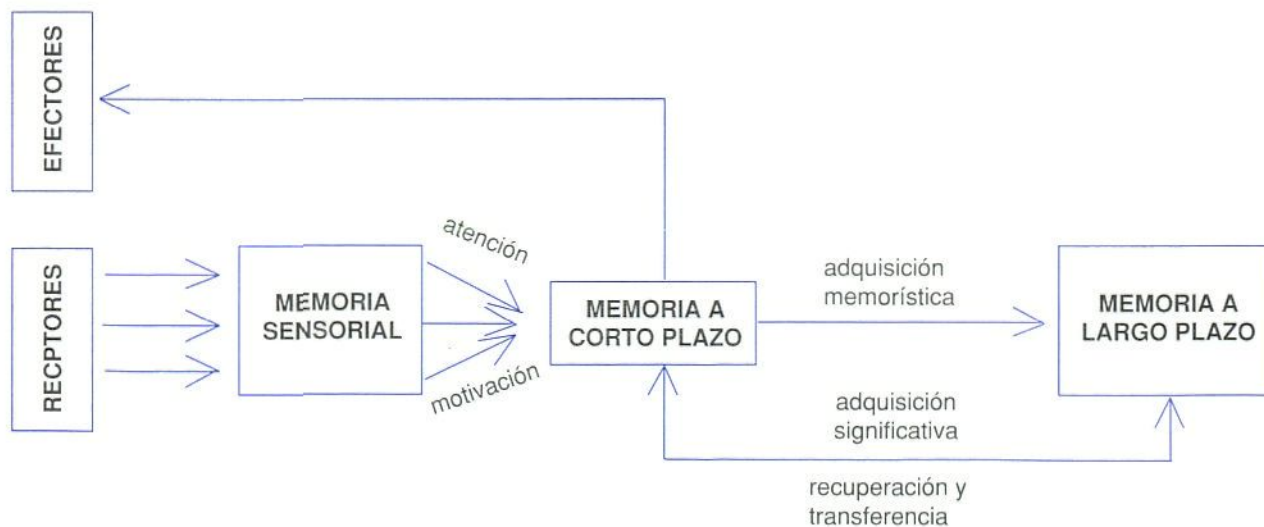 EFECTORES
RECPTORES
MEMORIA
SENSORIAL
atención
motivación
MEMORIA A
CORTO PLAZO
adquisición
memorística
adquisición
significativa
recuperación y
transferencia
MEMORIA A
LARGO PLAZO